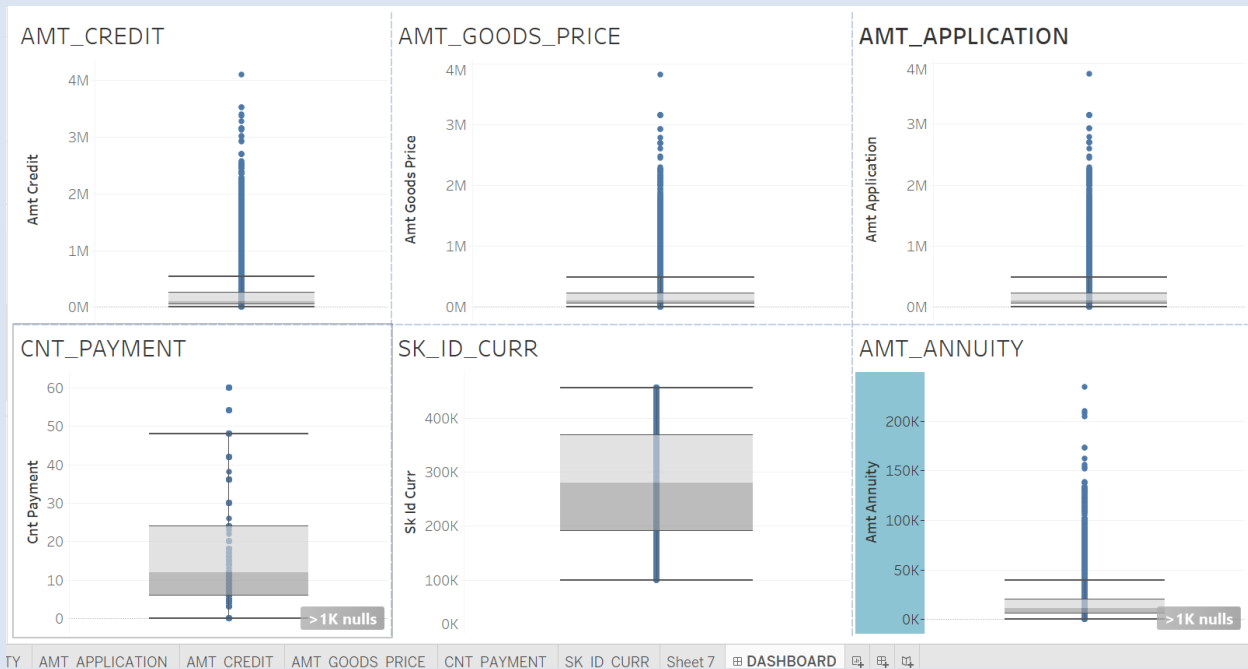 AMT_CREDIT
4M
3M
2M
1M
0M
Amt Credit
AMT_GOODS_PRICE
4M
3M
2M
1M
0M
Amt Goods Price
AMT_APPLICATION
4M
3M
2M
1M
0M
Amt Application
CNT_PAYMENT
60
50
40
30
20
10
0
Cnt Payment
>1K nulls
SK_ID_CURR
400K
300K
200K
100K
0K
Sk Id Curr
AMT_ANNUITY
200K
150K
100K
50K
0K
Amt Annuity
>1K nulls
TY AMT_APPLICATION AMT_CREDIT AMT_GOODS_PRICE CNT_PAYMENT SK_ID_CURR Sheet 7 DASHBOARD